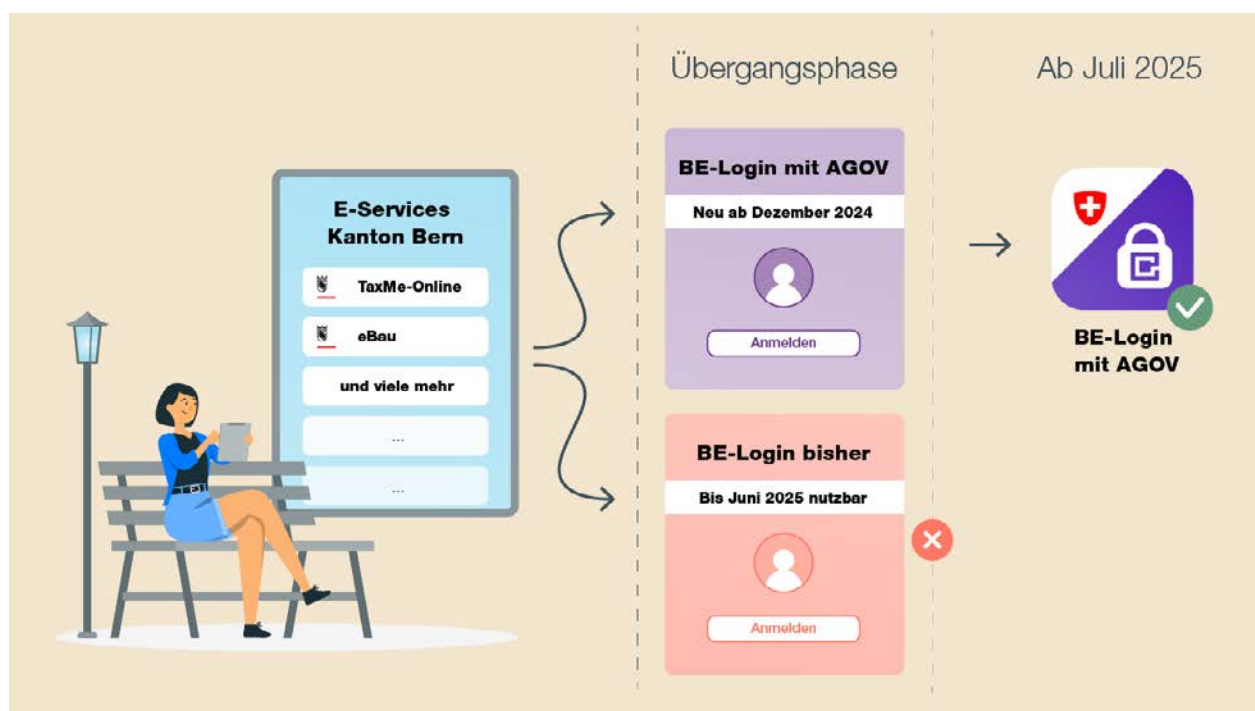 E-Services
Kanton Bern
TaxMe-Online
eBau
und viele mehr
...
...
Übergangsphase
BE-Login mit AGOV
Neu ab Dezember 2024
Anmelden
BE-Login bisher
Bis Juni 2025 nutzbar
Anmelden
Ab Juli 2025
BE-Login
mit AGOV